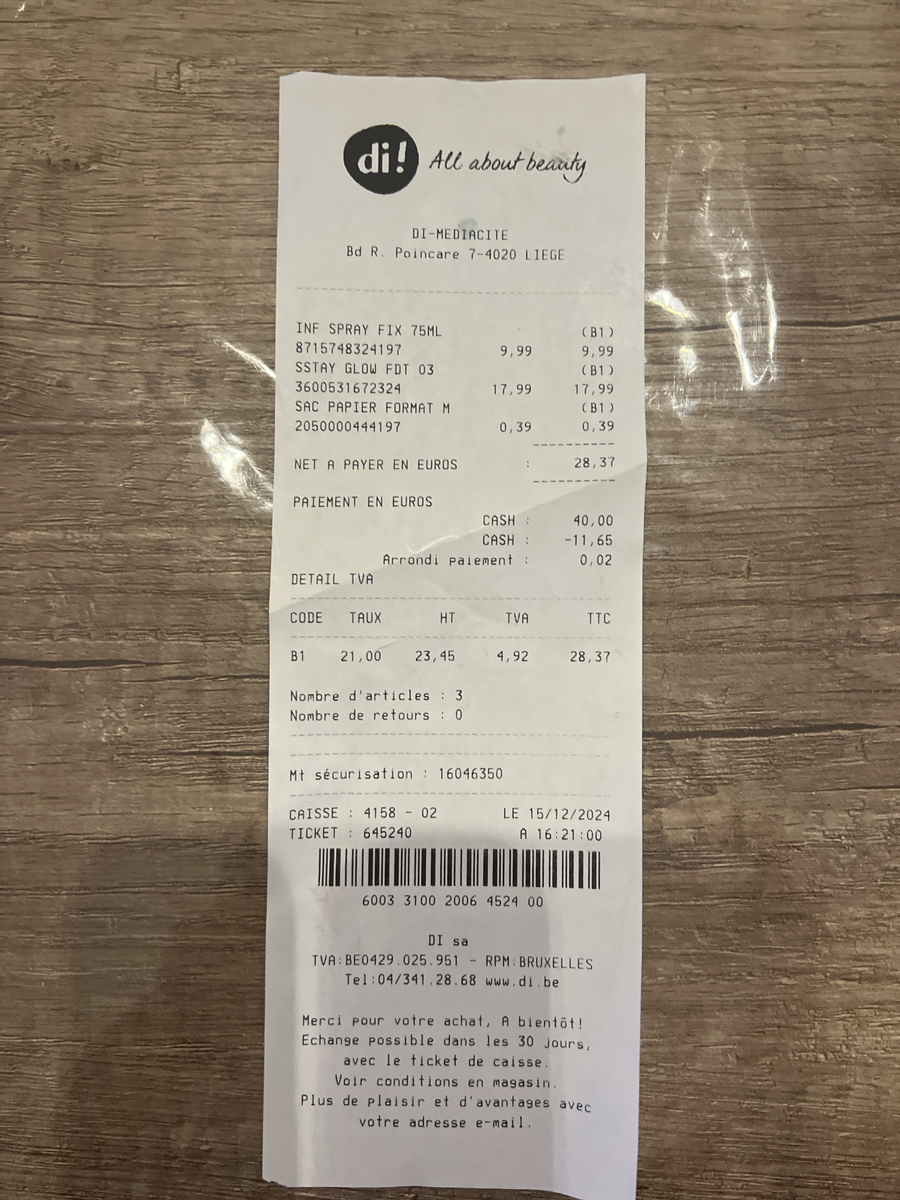 di! All about beauty
DI-MEDIACITE
Bd R. Poincare 7-4020 LIEGE
INF SPRAY FIX 75ML (B1)
8715748324197 9,99 9,99
SSTAY GLOW FDT 03 (B1)
3600531672324 17,99 17,99
SAC PAPIER FORMAT M (B1)
2050000444197 0,39 0,39
NET A PAYER EN EUROS : 28,37
PAIEMENT EN EUROS
CASH : 40,00
CASH : -11,65
Arrondi paiement : 0,02
DETAIL TVA
CODE TAUX HT TVA TTC
B1 21,00 23,45 4,92 28,37
Nombre d'articles : 3
Nombre de retours : 0
Mt sécurisation : 16046350
CAISSE : 4158 - 02 LE 15/12/2024
TICKET : 645240 A 16:21:00
6003 3100 2006 4524 00
DI sa
TVA:BE0429.025.951 - RPM:BRUXELLES
Tel:04/341.28.68 www.di.be
Merci pour votre achat, A bientôt!
Echange possible dans les 30 jours,
avec le ticket de caisse.
Voir conditions en magasin.
Plus de plaisir et d'avantages avec
votre adresse e-mail.